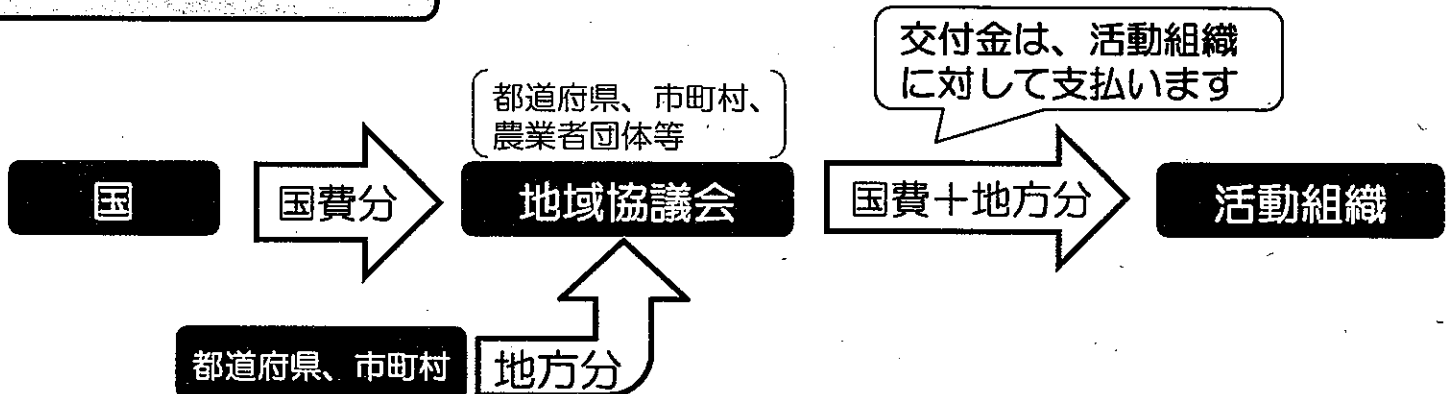 交付金は、活動組織
に対して支払います
都道府県、市町村、
農業者団体等
国
国費分
地域協議会
国費＋地方分
活動組織
都道府県、市町村
地方分